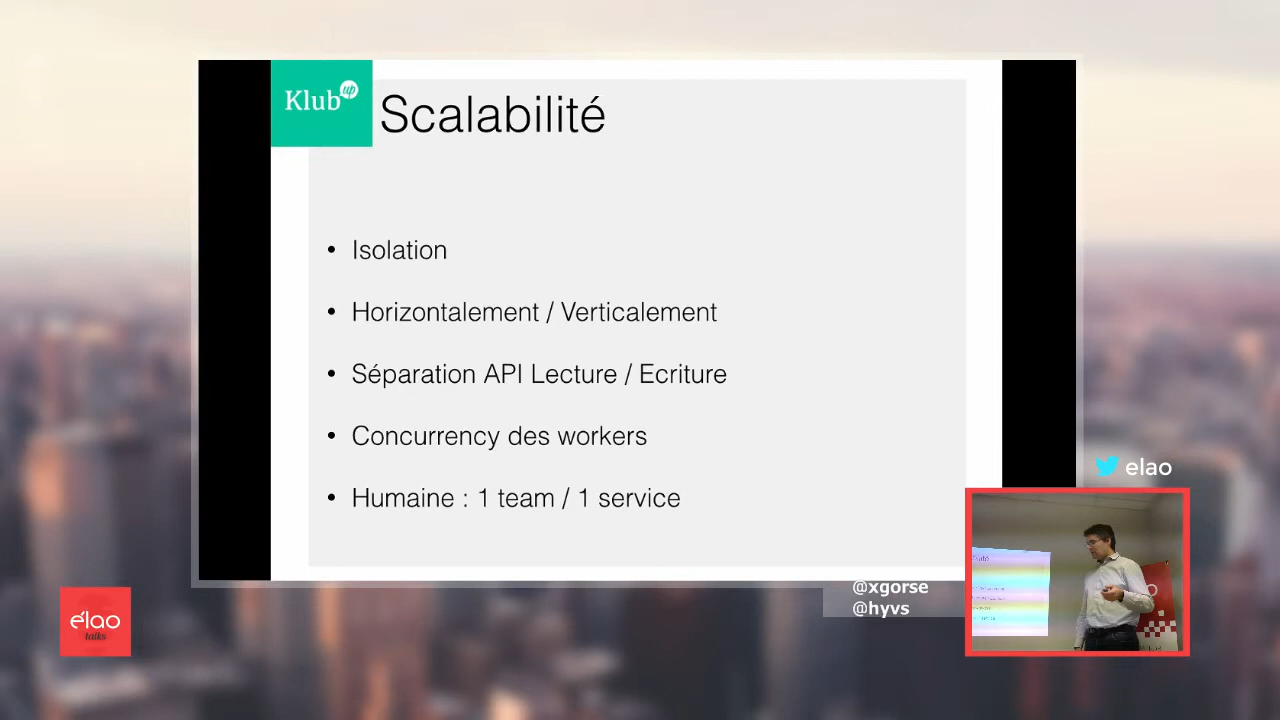 Klub up
Scalabilité
• Isolation
• Horizontalement / Verticalement
• Séparation API Lecture / Ecriture
• Concurrency des workers
• Humaine : 1 team / 1 service
elao
@xgorse
@hyvs
élao
talks